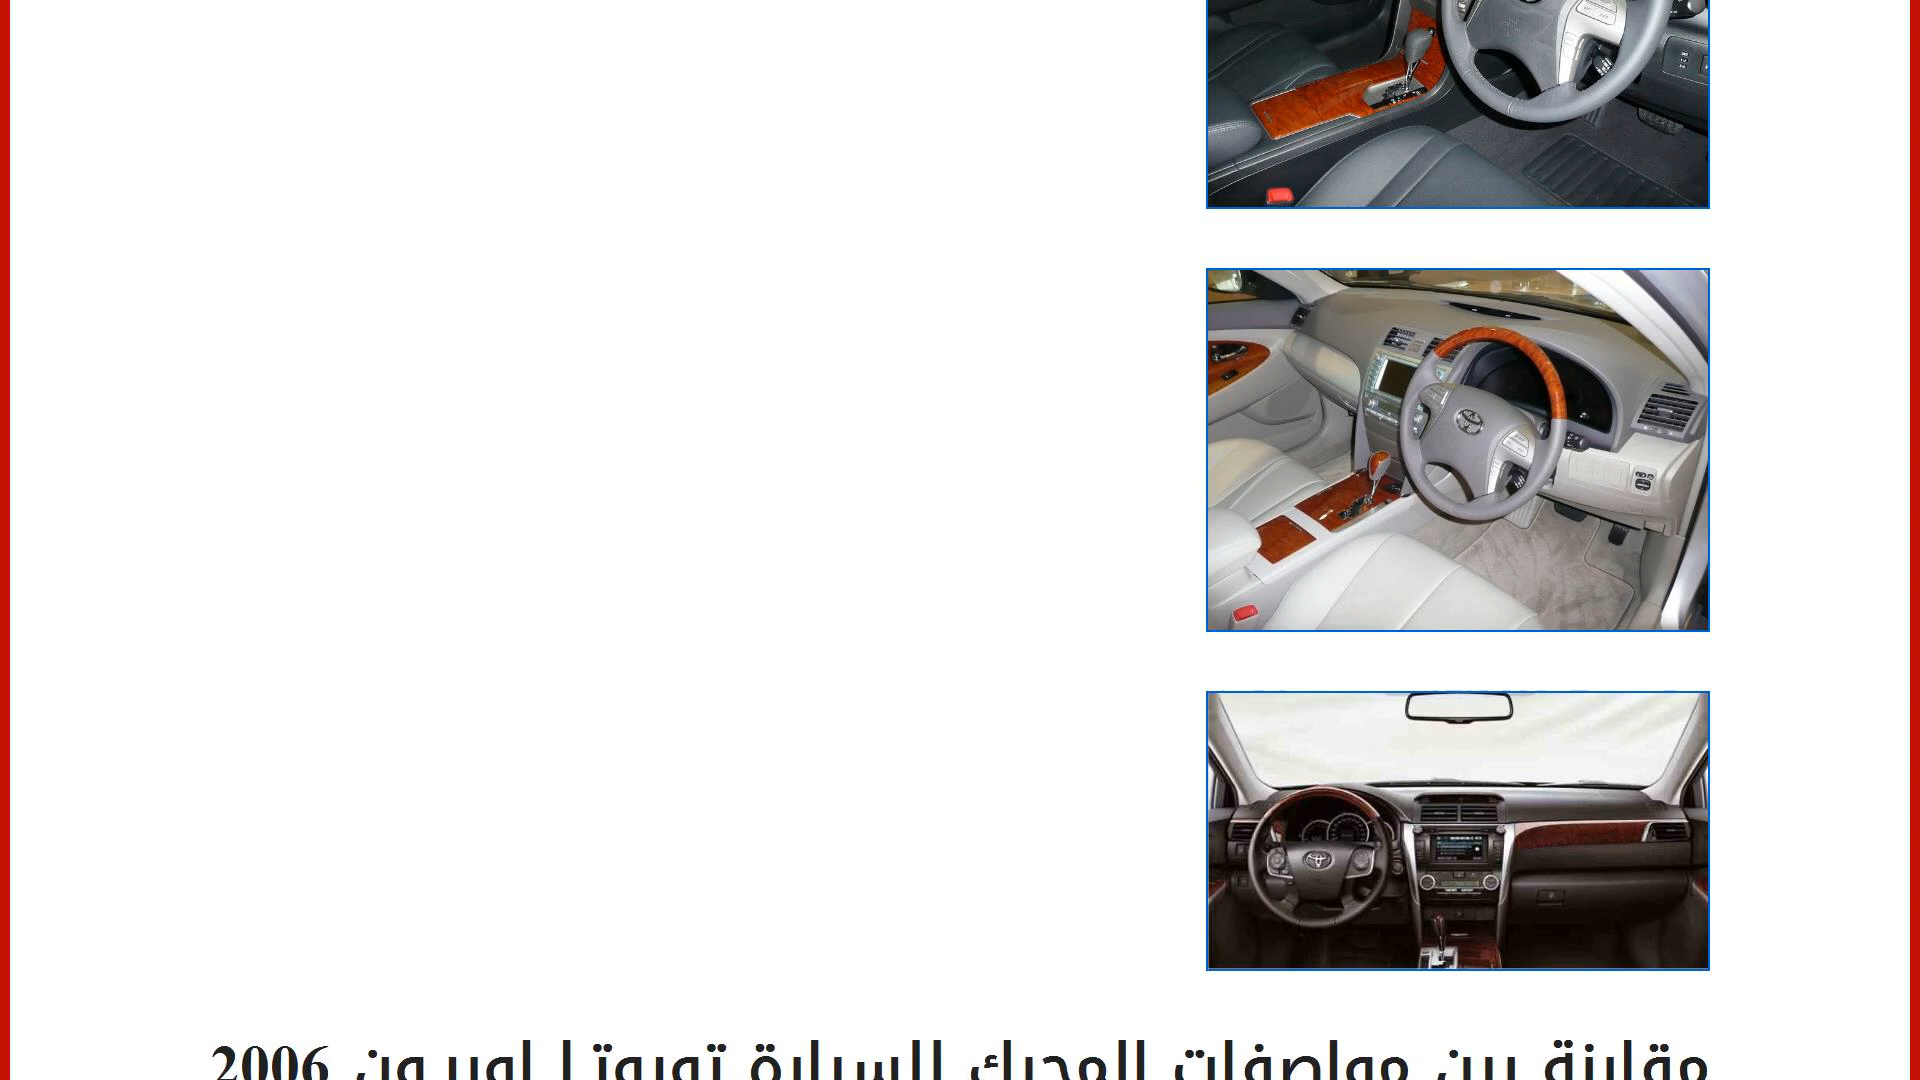 مقارنة بين مواصفات المحرك للسيارة تويوتا اوريون 2006